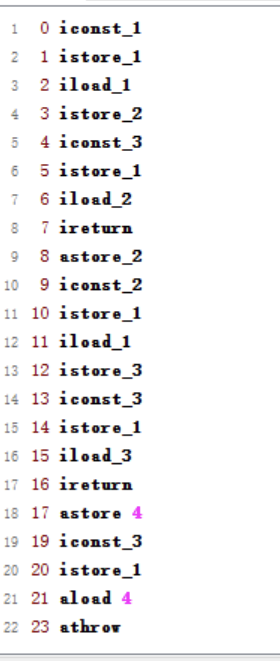 1 0 iconst_1
2 1 istore_1
3 2 iload_1
4 3 istore_2
5 4 iconst_3
6 5 istore_1
7 6 iload_2
8 7 ireturn
9 8 astore_2
10 9 iconst_2
11 10 istore_1
12 11 iload_1
13 12 istore_3
14 13 iconst_3
15 14 istore_1
16 15 iload_3
17 16 ireturn
18 17 astore 4
19 19 iconst_3
20 20 istore_1
21 21 aload 4
22 23 athrow